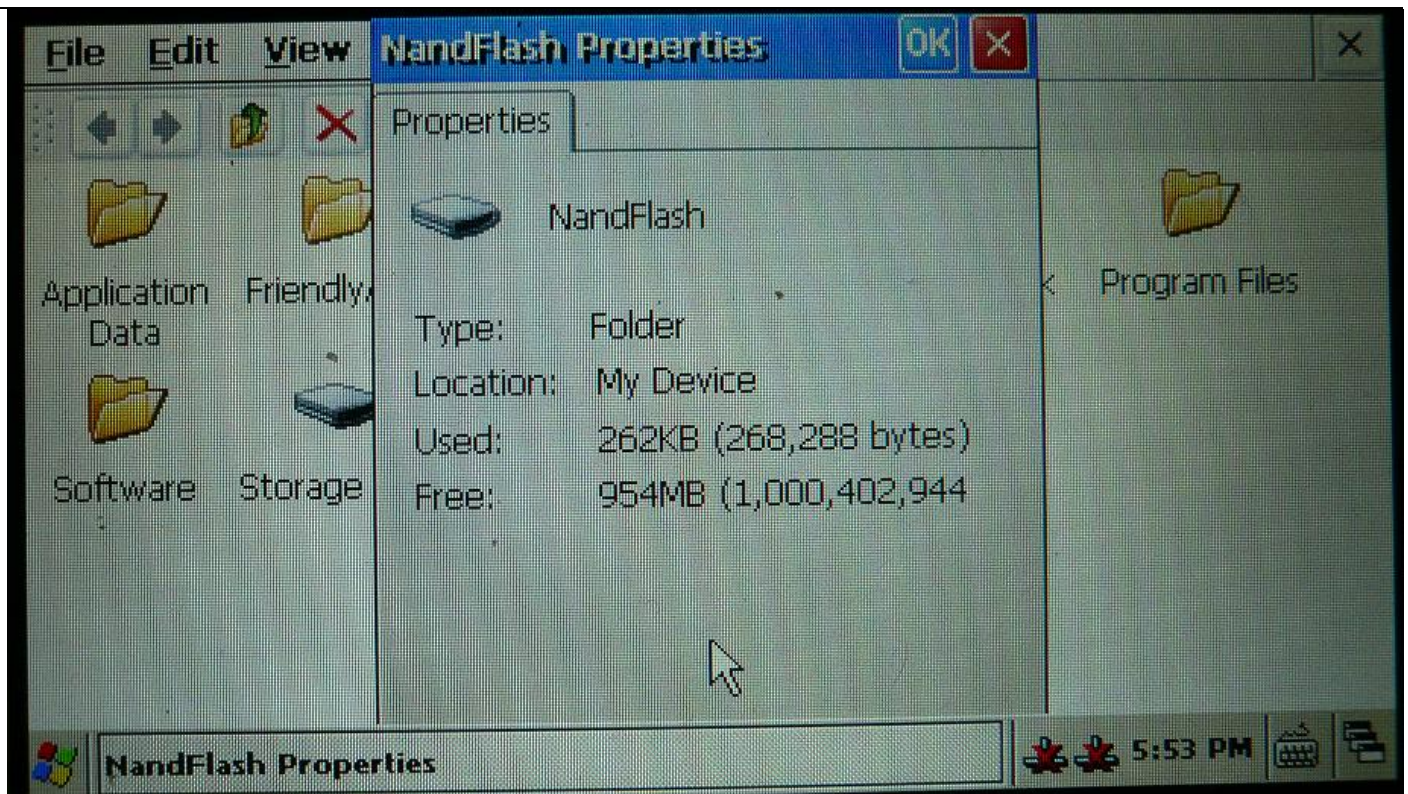 File Edit View
NandFlash Properties OK
Properties
NandFlash
Type: Folder
Location: My Device
Used: 262KB (268,288 bytes)
Free: 954MB (1,000,402,944
Application
Data
Friendly
Program Files
Software
Storage
NandFlash Properties
5:53 PM